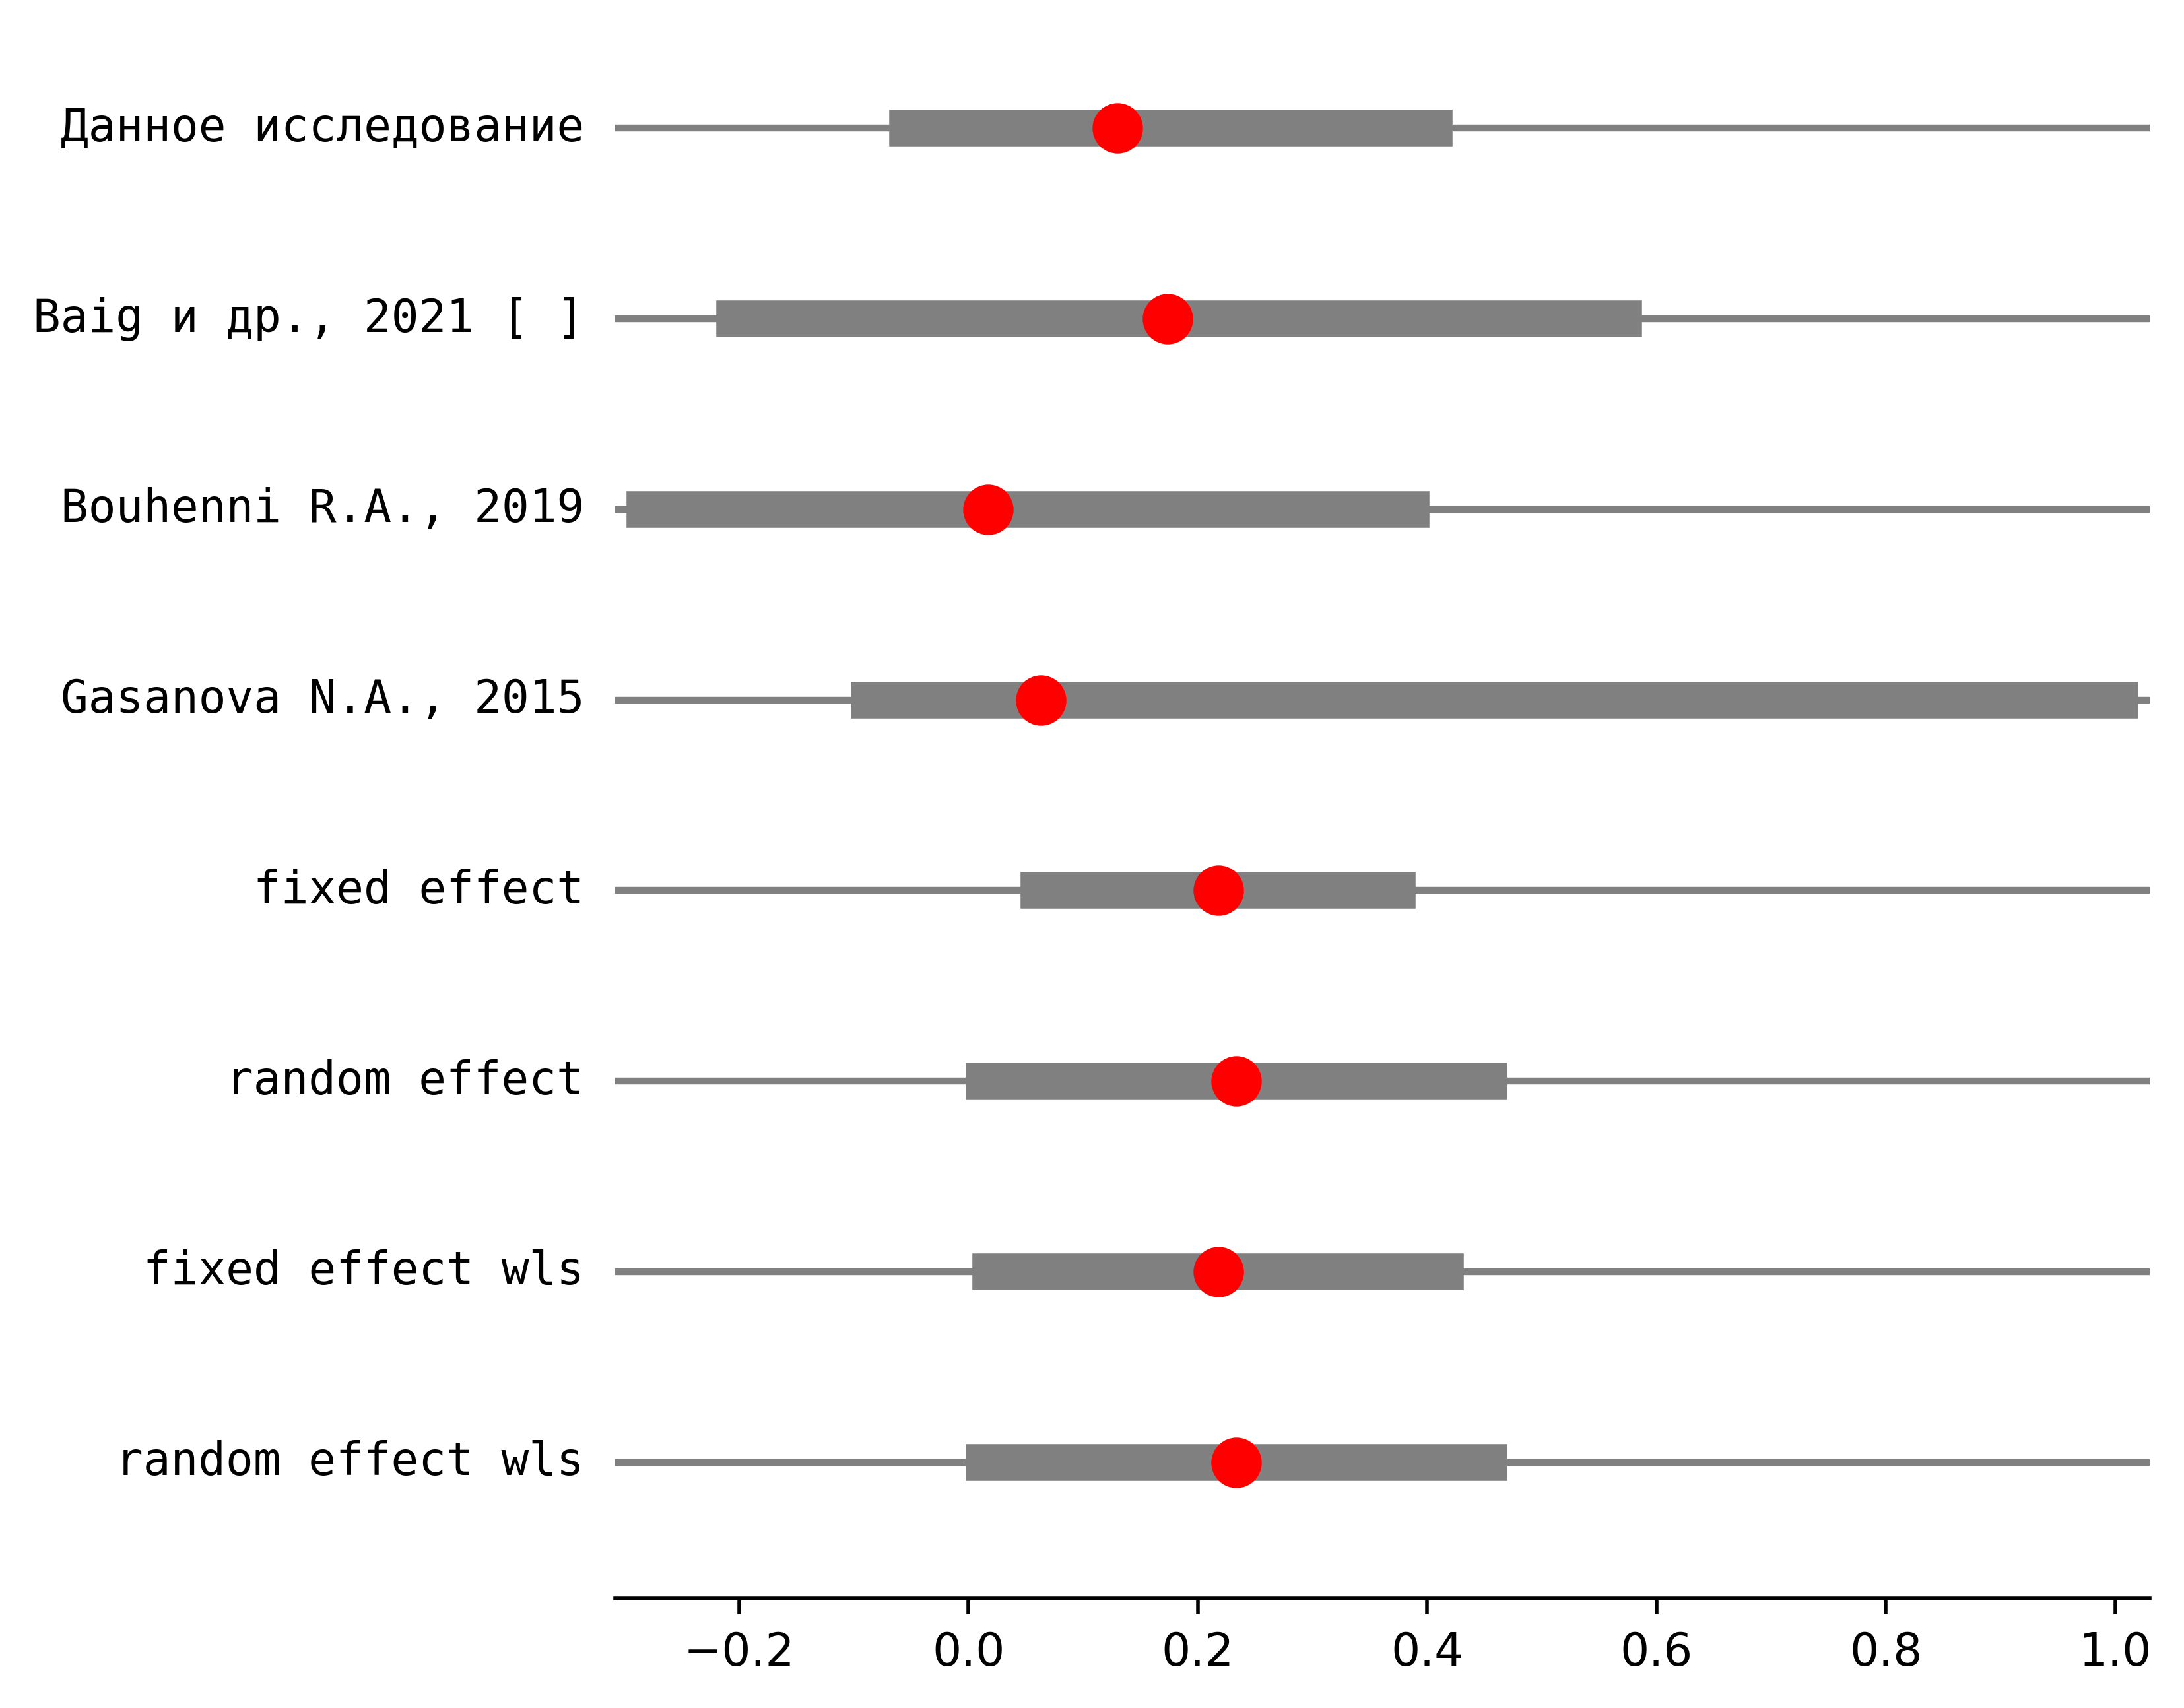 Данное исследование
Baig и др., 2021 [ ]
Bouhenni R.A., 2019
Gasanova N.A., 2015
fixed effect
random effect
fixed effect wls
random effect wls
−0.2 0.0 0.2 0.4 0.6 0.8 1.0